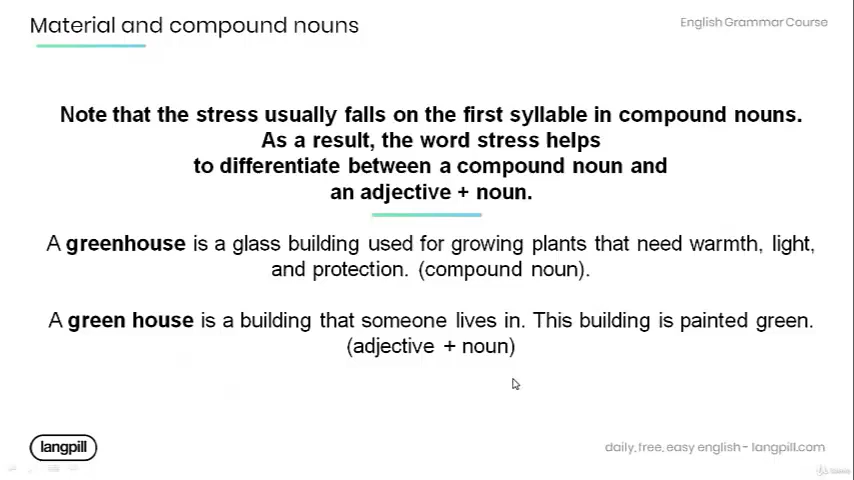 Material and compound nouns
English Grammar Course
Note that the stress usually falls on the first syllable in compound nouns.
As a result, the word stress helps
to differentiate between a compound noun and
an adjective + noun.
A greenhouse is a glass building used for growing plants that need warmth, light,
and protection. (compound noun).
A green house is a building that someone lives in. This building is painted green.
(adjective + noun)
langpill
daily, free, easy english - langpill.com